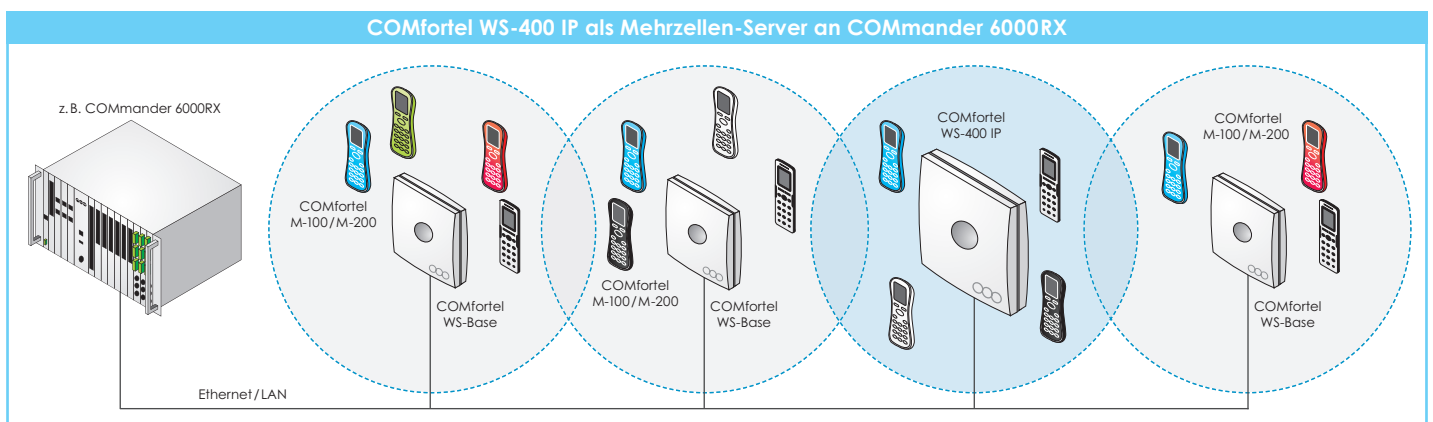 COMfortel WS-400 IP als Mehrzellen-Server an COMmander 6000RX
z.B. COMmander 6000RX
COMfortel
M-100/M-200
COMfortel
WS-Base
COMfortel
M-100/M-200
COMfortel
WS-Base
COMfortel
WS-400 IP
COMfortel
M-100/M-200
COMfortel
WS-Base
Ethernet/LAN